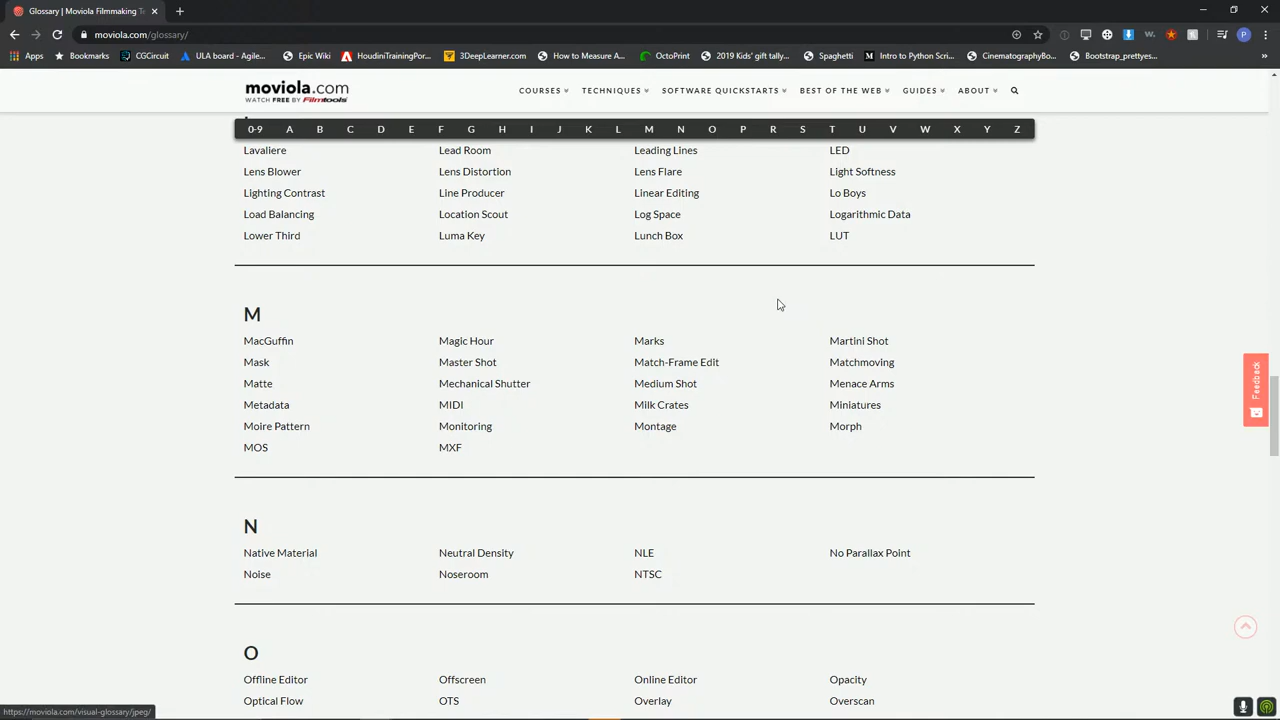 Glossary | Moviola Filmmaking Tr
moviola.com/glossary/
P
Apps
Bookmarks
CGCircuit
ULA board - Agile...
Epic Wiki
HoudiniTrainingPor...
3DeepLearner.com
How to Measure A...
OctoPrint
2019 Kids' gift tally...
Spaghetti
Intro to Python Scrip...
CinematographyBo...
Bootstrap_prettyes...
moviola.com
WATCH FREE BY Filmtools
COURSES TECHNIQUES SOFTWARE QUICKSTARTS BEST OF THE WEB GUIDES ABOUT
0-9 A B C D E F G H I J K L M N O P R S T U V W X Y Z
Lavaliere Lead Room Leading Lines LED
Lens Blower Lens Distortion Lens Flare Light Softness
Lighting Contrast Line Producer Linear Editing Lo Boys
Load Balancing Location Scout Log Space Logarithmic Data
Lower Third Luma Key Lunch Box LUT
M
MacGuffin Magic Hour Marks Martini Shot
Mask Master Shot Match-Frame Edit Matchmoving
Matte Mechanical Shutter Medium Shot Menace Arms
Metadata MIDI Milk Crates Miniatures
Moire Pattern Monitoring Montage Morph
MOS MXF
Feedback
N
Native Material Neutral Density NLE No Parallax Point
Noise Noseroom NTSC
O
Offline Editor Offscreen Online Editor Opacity
Optical Flow OTS Overlay Overscan
https://moviola.com/visual-glossary/jpeg/